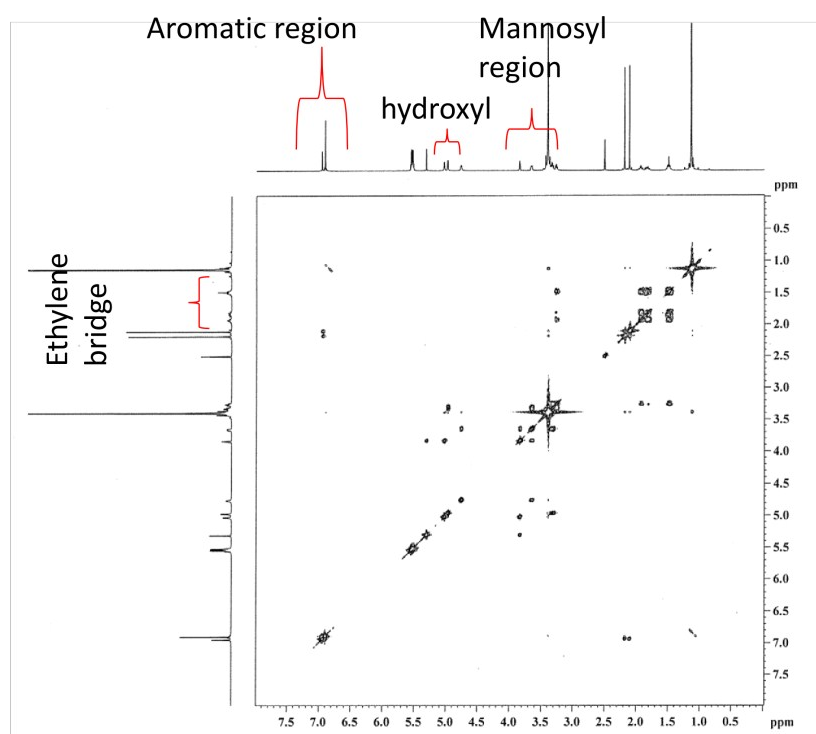 Aromatic region
Mannosyl
region
hydroxyl
ppm
Ethylene
bridge
0.5
1.0
1.5
2.0
2.5
3.0
3.5
4.0
4.5
5.0
5.5
6.0
6.5
7.0
7.5
7.5 7.0 6.5 6.0 5.5 5.0 4.5 4.0 3.5 3.0 2.5 2.0 1.5 1.0 0.5 ppm